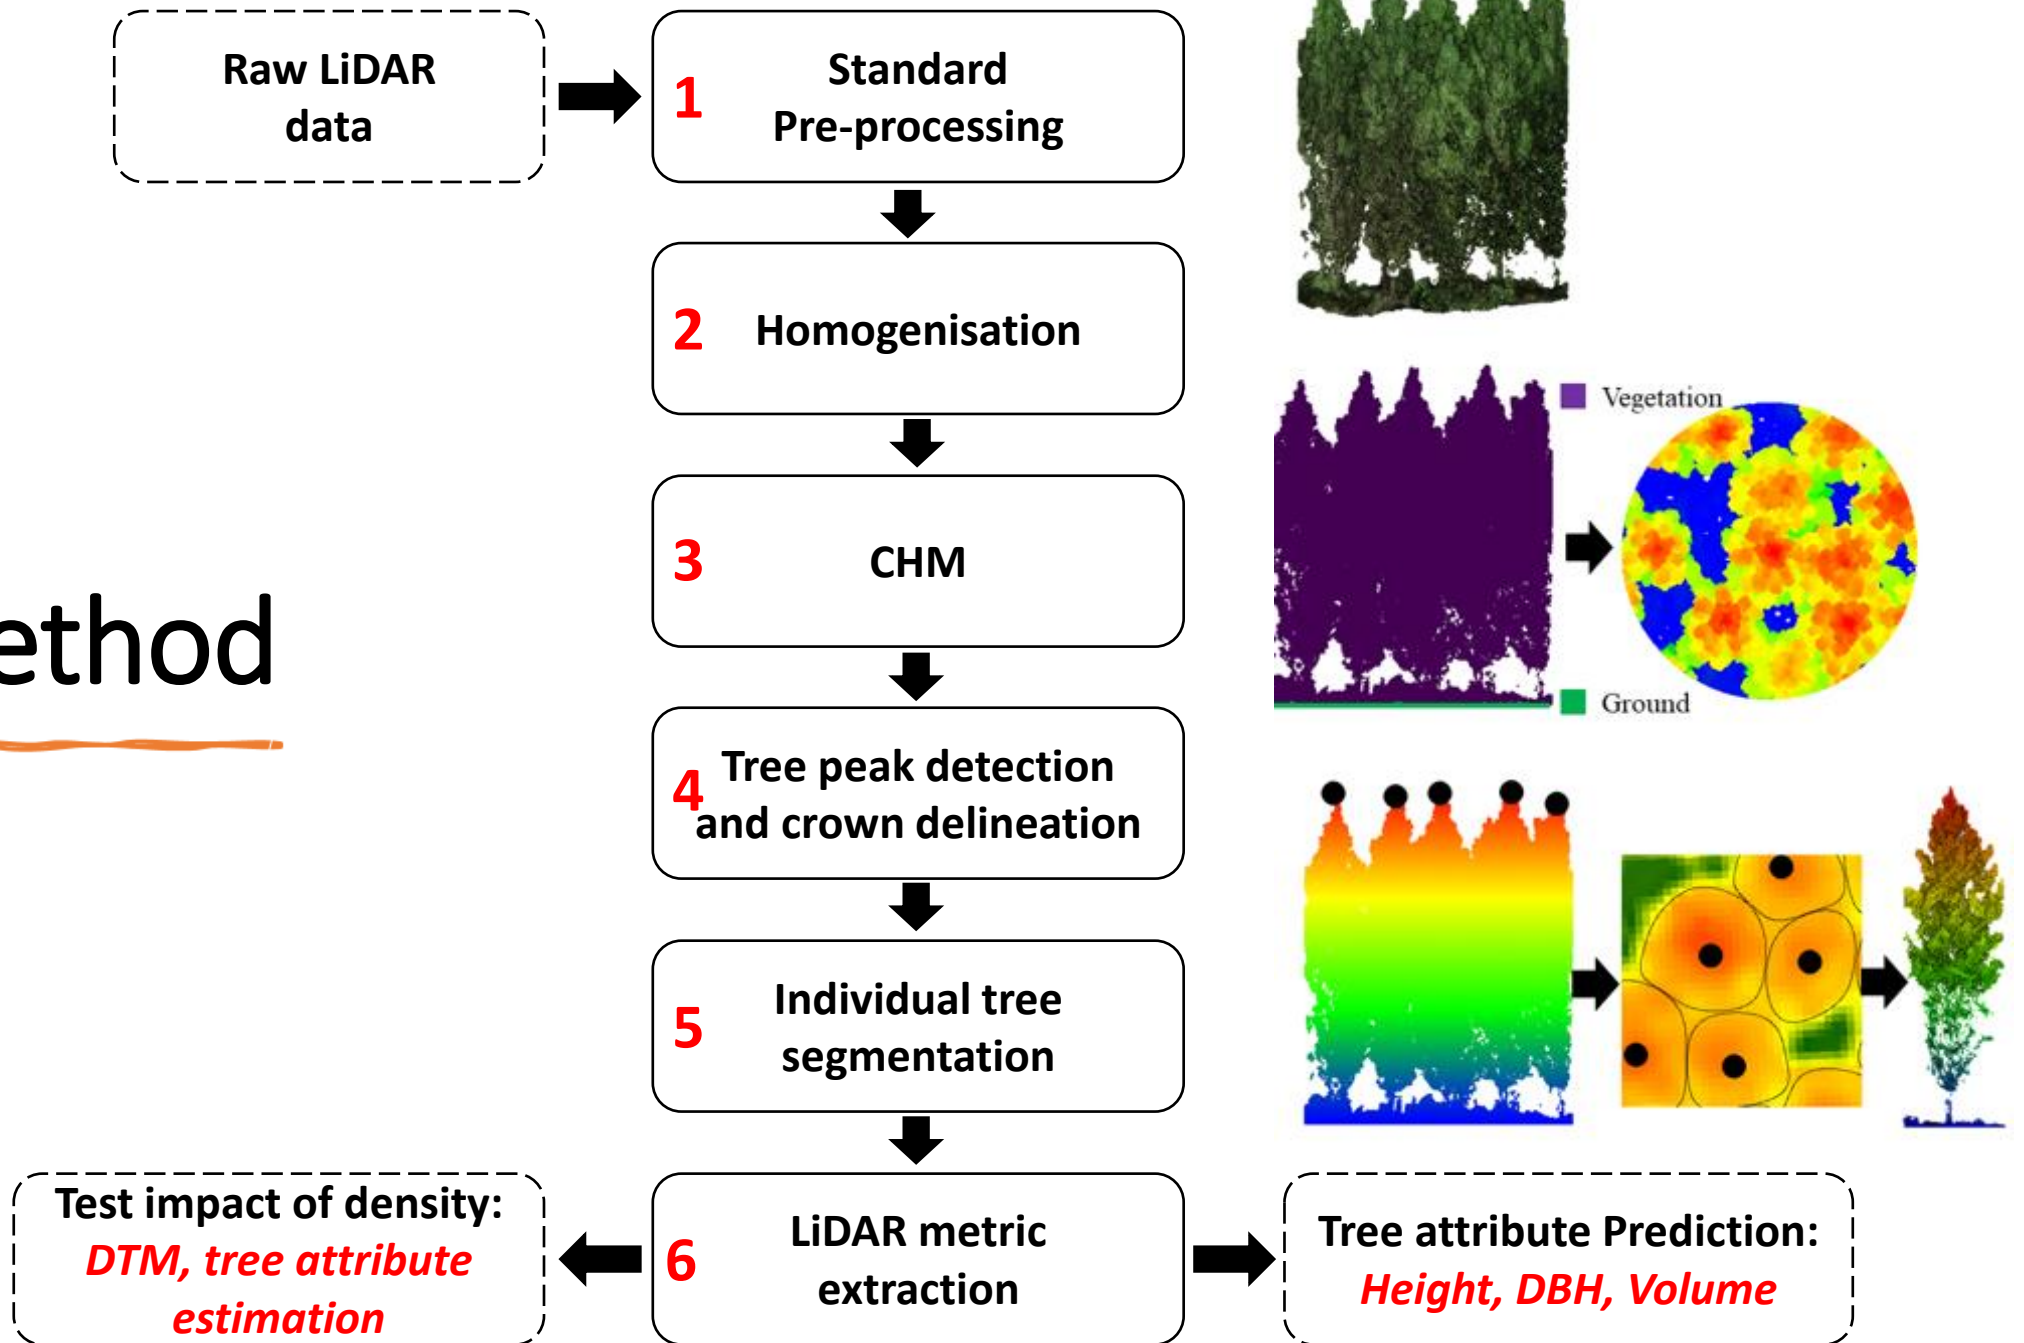 Raw LiDAR
data
1
Standard
Pre-processing
2
Homogenisation
3
CHM
4
Tree peak detection
and crown delineation
5
Individual tree
segmentation
6
LiDAR metric
extraction
Test impact of density:
DTM, tree attribute
estimation
Tree attribute Prediction:
Height, DBH, Volume
ethod
Vegetation
Ground